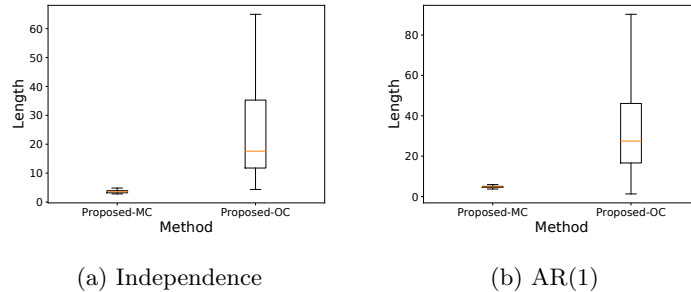 60
50
40
30
20
10
0
Length
Proposed-MC Proposed-OC
Method
(a) Independence
80
60
40
20
0
Length
Proposed-MC Proposed-OC
Method
(b) AR(1)